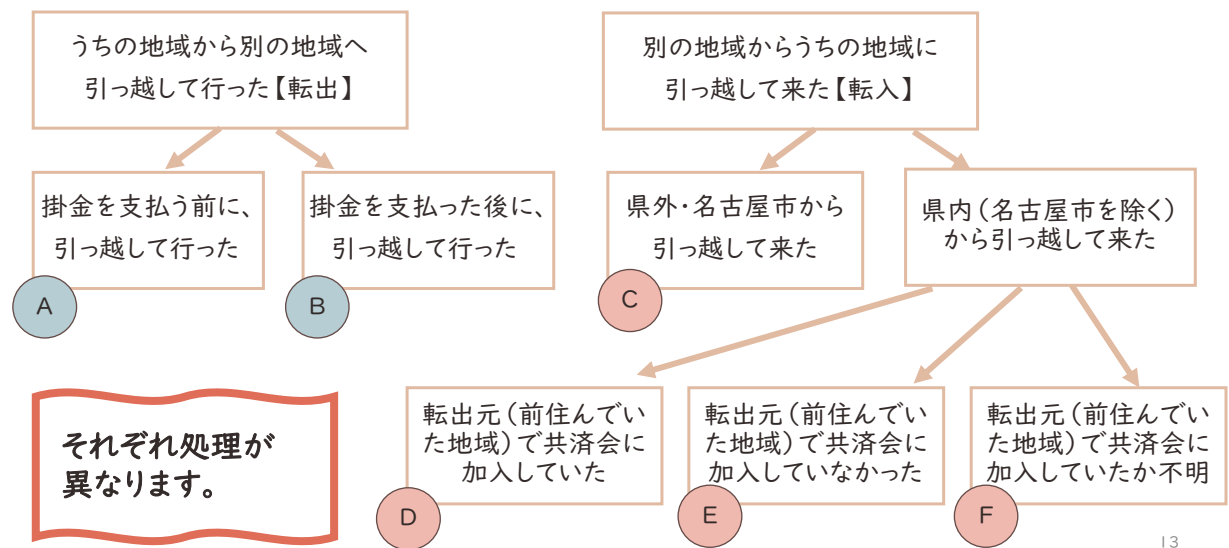 うちの地域から別の地域へ
引っ越して行った【転出】
別の地域からうちの地域に
引っ越して来た【転入】
掛金を支払う前に、
引っ越して行った
A
掛金を支払った後に、
引っ越して行った
B
県外・名古屋市から
引っ越して来た
C
県内（名古屋市を除く）
から引っ越して来た
それぞれ処理が
異なります。
転出元（前住んでい
た地域）で共済会に
加入していた
D
転出元（前住んでい
た地域）で共済会に
加入していなかった
E
転出元（前住んでい
た地域）で共済会に
加入していたか不明
F
13